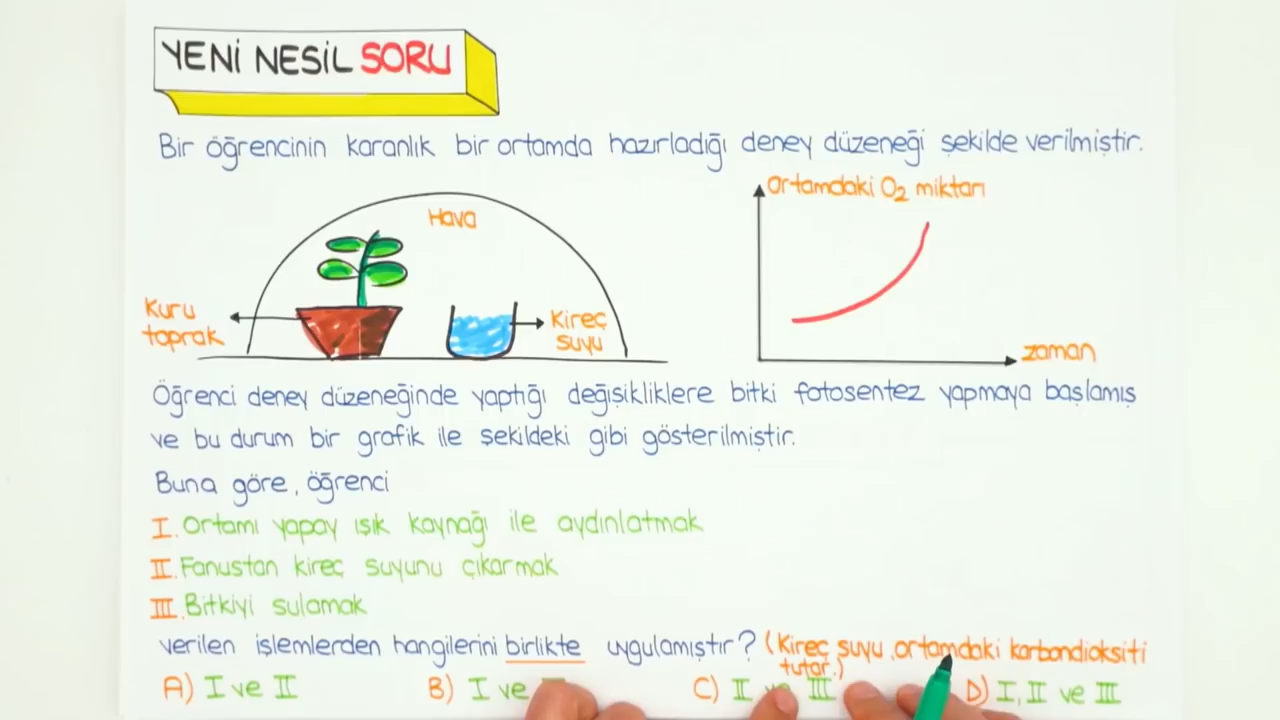 YENİ NESİL SORU
Bir öğrencinin karanlık bir ortamda hazırladığı deney düzeneği şekilde verilmiştir.
Hava
Kuru
toprak
Kireç
suyu
Ortamdaki O₂ miktarı
zaman
Öğrenci deney düzeneğinde yaptığı değişikliklere bitki fotosentez yapmaya başlamış
ve bu durum bir grafik ile şekildeki gibi gösterilmiştir.
Buna göre, öğrenci
I. Ortamı yapay ışık kaynağı ile aydınlatmak
II. Fanustan kireç suyunu çıkarmak
III. Bitkiyi sulamak
verilen işlemlerden hangilerini birlikte uygulamıştır? (Kireç suyu, ortamdaki karbondioksiti
tutar.)
A) I ve II B) I ve C) II ve III D) I, II ve III